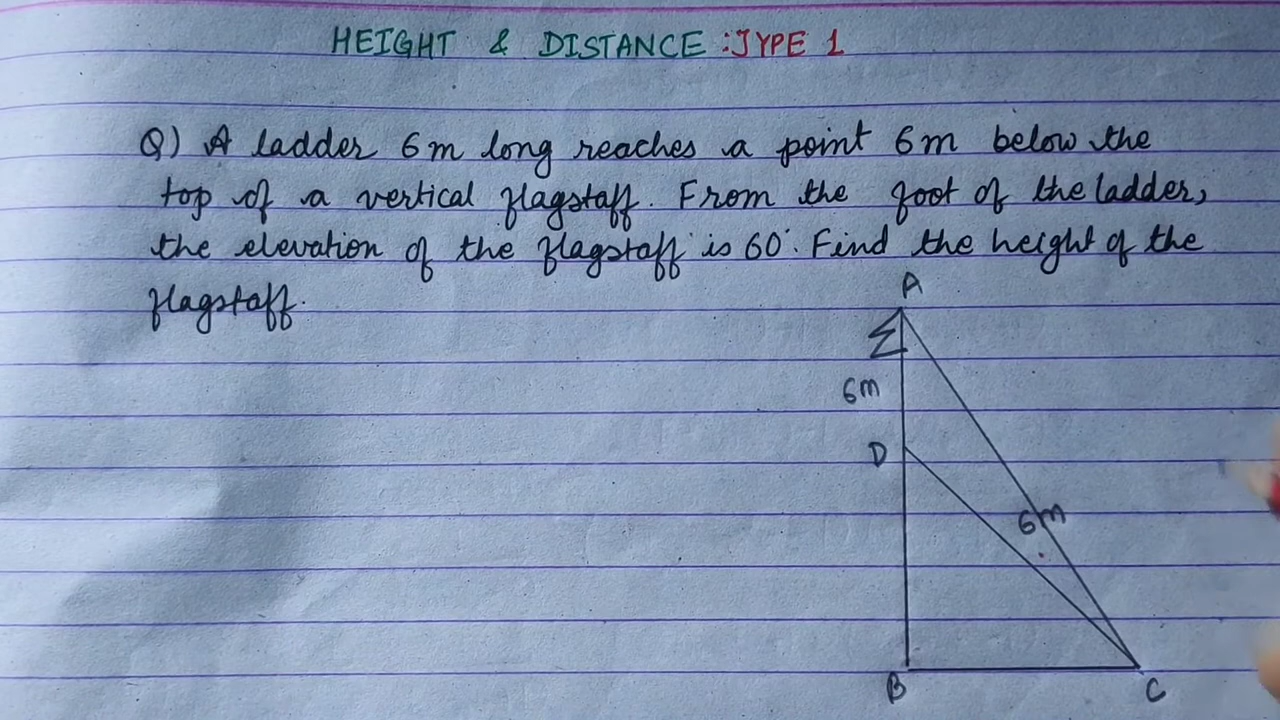 HEIGHT & DISTANCE : TYPE 1
Q) A ladder 6m long reaches a point 6m below the
top of a vertical flagstaff. From the foot of the ladder,
the elevation of the flagstaff is 60°. Find the height of the
flagstaff.
A
6m
D
6m
B
C